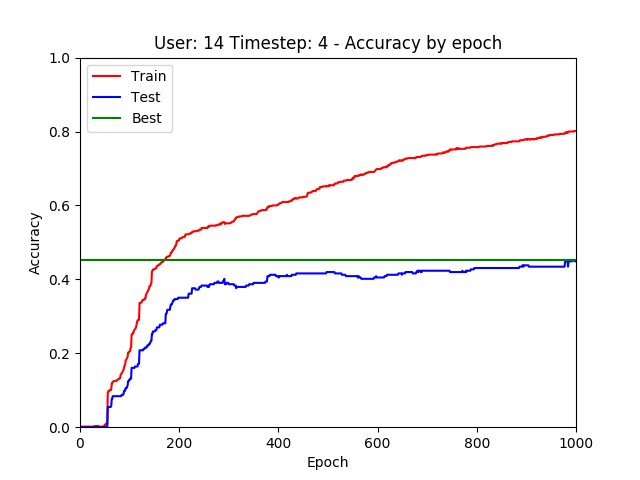 User: 14 Timestep: 4 - Accuracy by epoch
1.0
0.8
0.6
0.4
0.2
0.0
Accuracy
Train
Test
Best
0 200 400 600 800 1000
Epoch